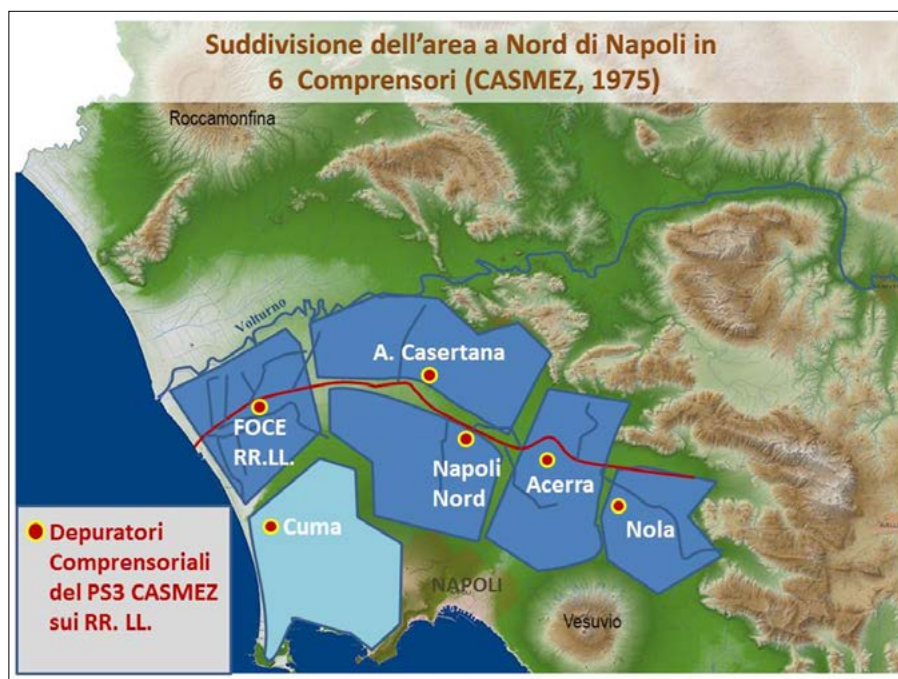 Suddivisione dell'area a Nord di Napoli in
6 Comprensori (CASMEZ, 1975)
Roccamonfina
Volturno
A. Casertana
FOCE
RR.LL.
Napoli
Nord
Acerra
Nola
Cuma
NAPOLI
Vesuvio
Depuratori
Comprensoriali
del PS3 CASMEZ
sui RR. LL.